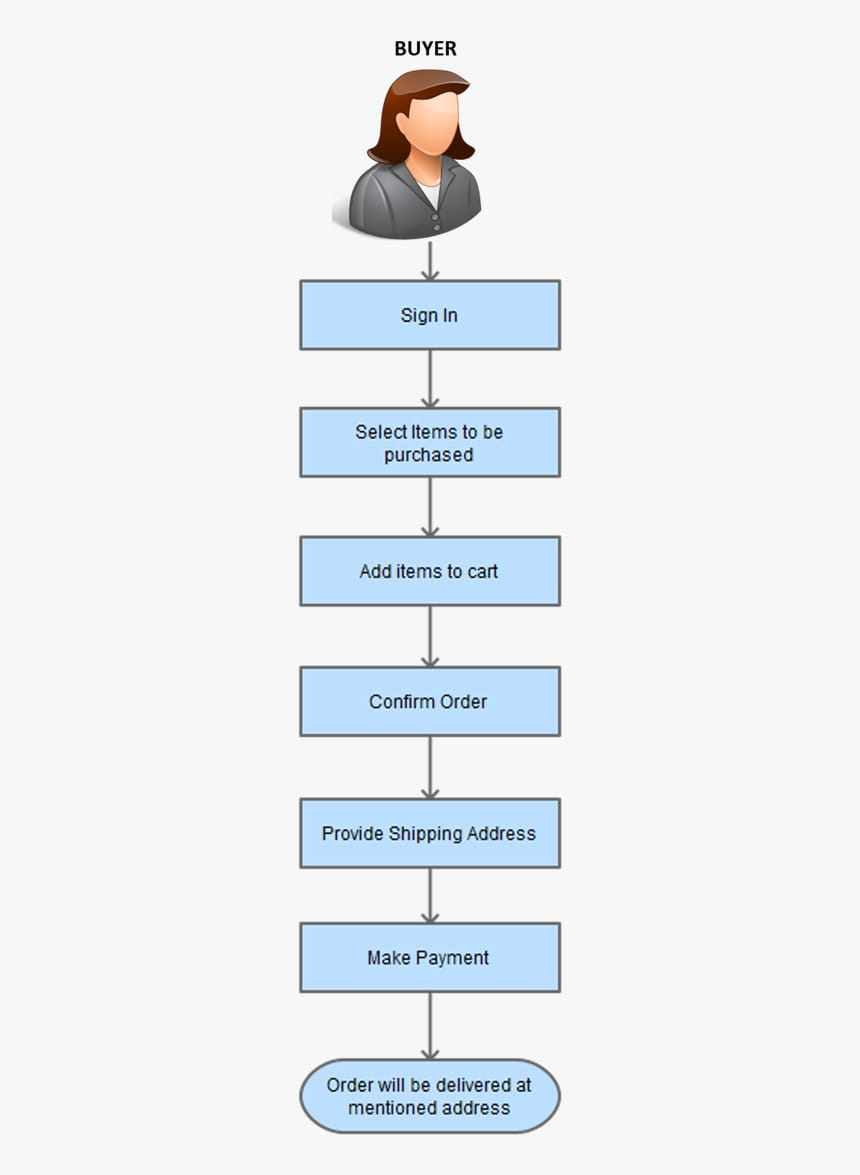 BUYER
Sign In
Select Items to be
purchased
Add items to cart
Confirm Order
Provide Shipping Address
Make Payment
Order will be delivered at
mentioned address